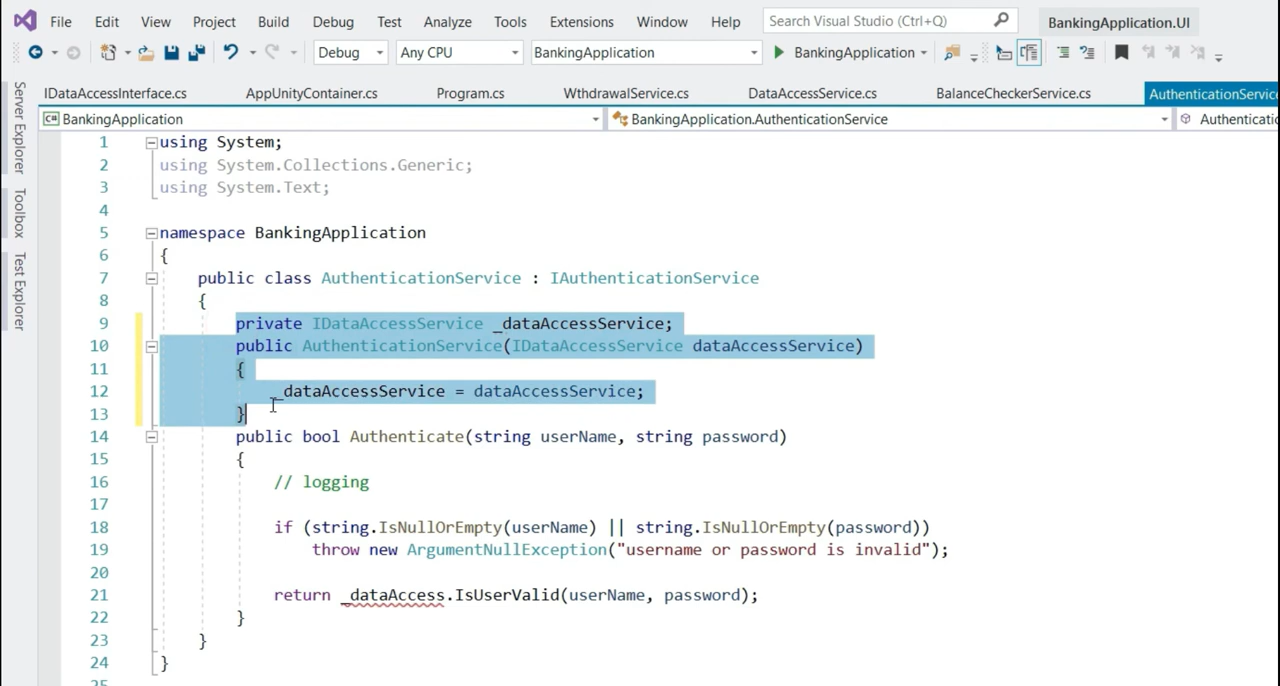 File Edit View Project Build Debug Test Analyze Tools Extensions Window Help Search Visual Studio (Ctrl+Q) BankingApplication.UI
Debug Any CPU BankingApplication BankingApplication
IDataAccessInterface.cs AppUnityContainer.cs Program.cs WthdrawalService.cs DataAccessService.cs BalanceCheckerService.cs AuthenticationService
C# BankingApplication BankingApplication.AuthenticationService Authenticatio
Server Explorer
Toolbox
Test Explorer
1 using System;
2 using System.Collections.Generic;
3 using System.Text;
4
5 namespace BankingApplication
6 {
7 public class AuthenticationService : IAuthenticationService
8 {
9 private IDataAccessService _dataAccessService;
10 public AuthenticationService(IDataAccessService dataAccessService)
11 {
12 _dataAccessService = dataAccessService;
13 }
14 public bool Authenticate(string userName, string password)
15 {
16 // logging
17
18 if (string.IsNullOrEmpty(userName) || string.IsNullOrEmpty(password))
19 throw new ArgumentNullException("username or password is invalid");
20
21 return _dataAccess.IsUserValid(userName, password);
22 }
23 }
24 }
25